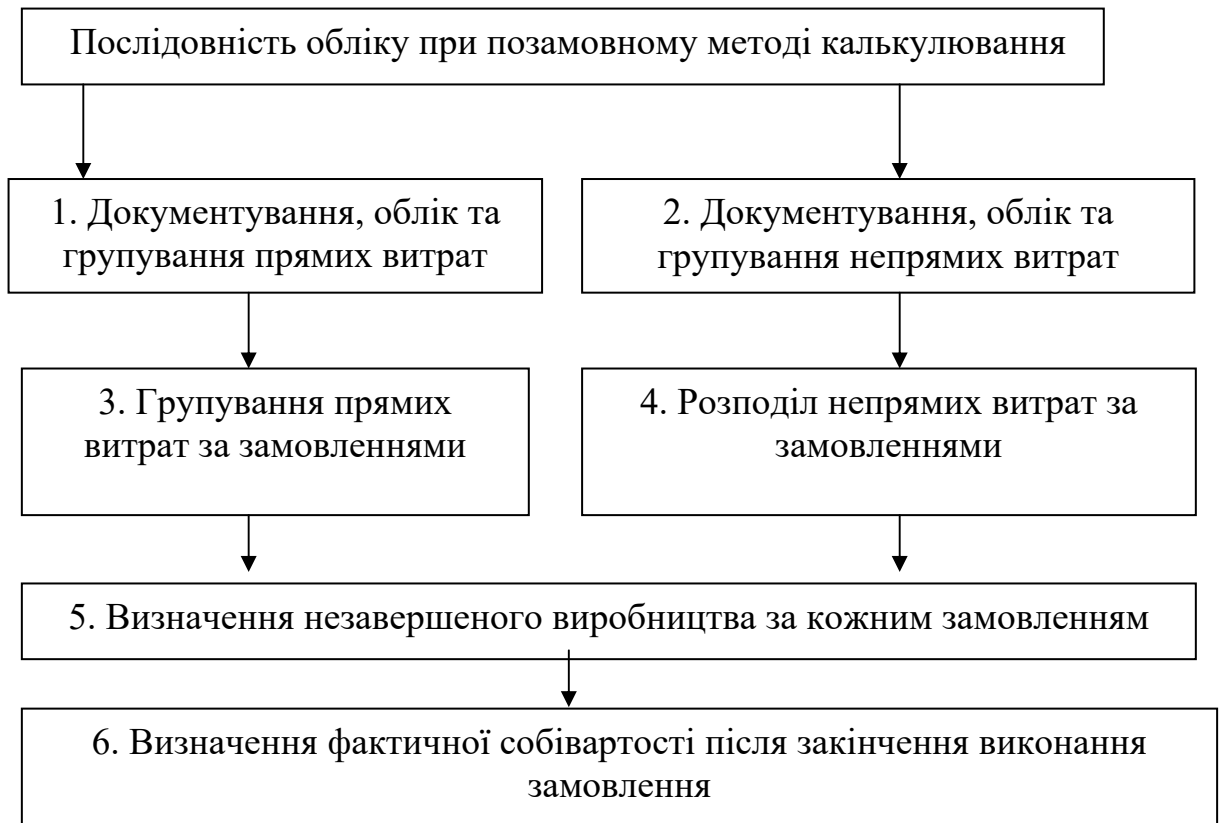 Послідовність обліку при позамовному методі калькулювання
1. Документування, облік та
групування прямих витрат
2. Документування, облік та
групування непрямих витрат
3. Групування прямих
витрат за замовленнями
4. Розподіл непрямих витрат за
замовленнями
5. Визначення незавершеного виробництва за кожним замовленням
6. Визначення фактичної собівартості після закінчення виконання
замовлення